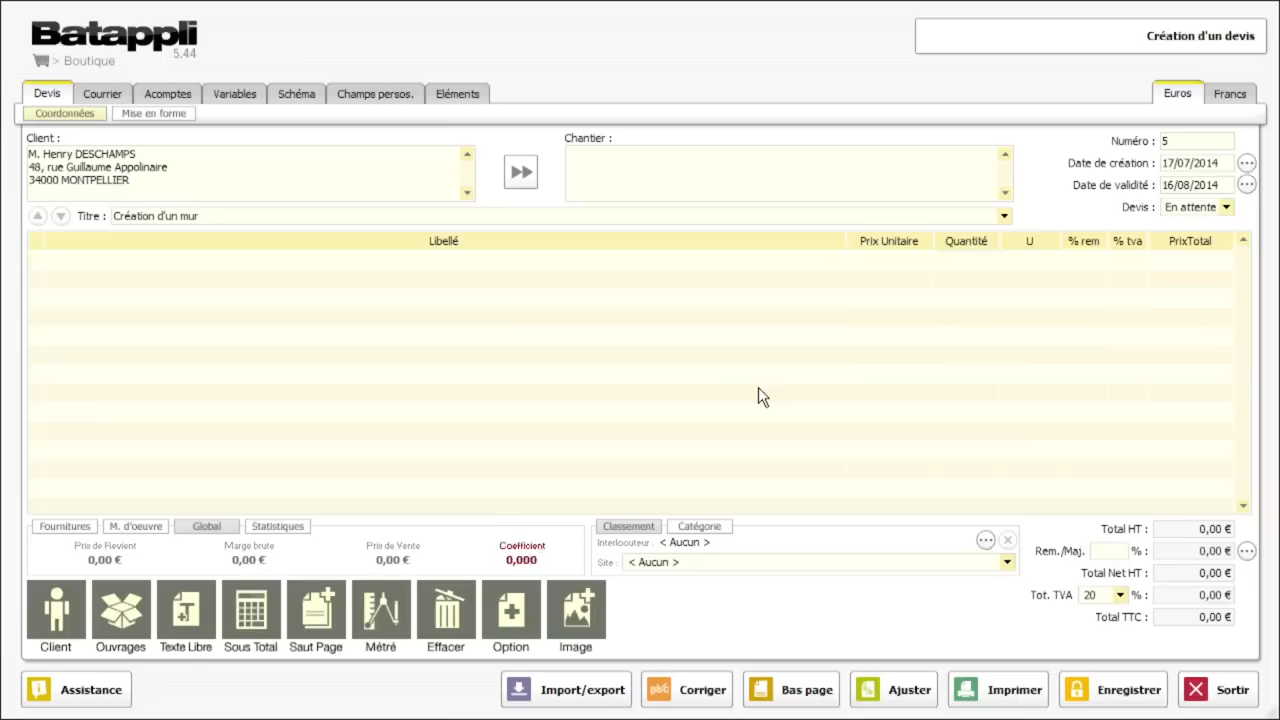 Batappli
5.44
> Boutique
Création d'un devis
Devis Courrier Acomptes Variables Schéma Champs persos. Eléments Euros Francs
Coordonnées Mise en forme
Client :
M. Henry DESCHAMPS
48, rue Guillaume Appolinaire
34000 MONTPELLIER
Chantier :
Numéro : 5
Date de création : 17/07/2014
Date de validité : 16/08/2014
Devis : En attente
Titre : Création d'un mur
Libellé Prix Unitaire Quantité U % rem % tva PrixTotal
Fournitures M. d'oeuvre Global Statistiques
Prix de Revient Marge brute Prix de Vente Coefficient
0,00 € 0,00 € 0,00 € 0,000
Classement Catégorie
Interlocuteur : < Aucun >
Site : < Aucun >
Total HT : 0,00 €
Rem./Maj. % : 0,00 €
Total Net HT : 0,00 €
Tot. TVA 20 % : 0,00 €
Total TTC : 0,00 €
Client Ouvrages Texte Libre Sous Total Saut Page Métré Effacer Option Image
Assistance Import/export Corriger Bas page Ajuster Imprimer Enregistrer Sortir